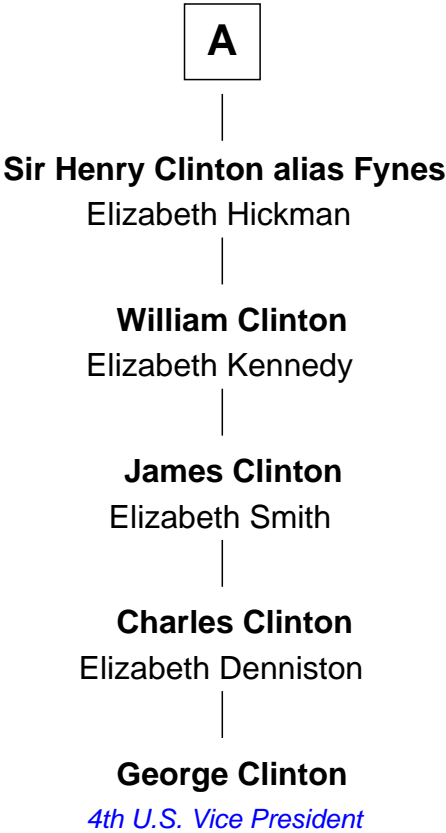 A
Sir Henry Clinton alias Fynes
Elizabeth Hickman
William Clinton
Elizabeth Kennedy
James Clinton
Elizabeth Smith
Charles Clinton
Elizabeth Denniston
George Clinton
4th U.S. Vice President